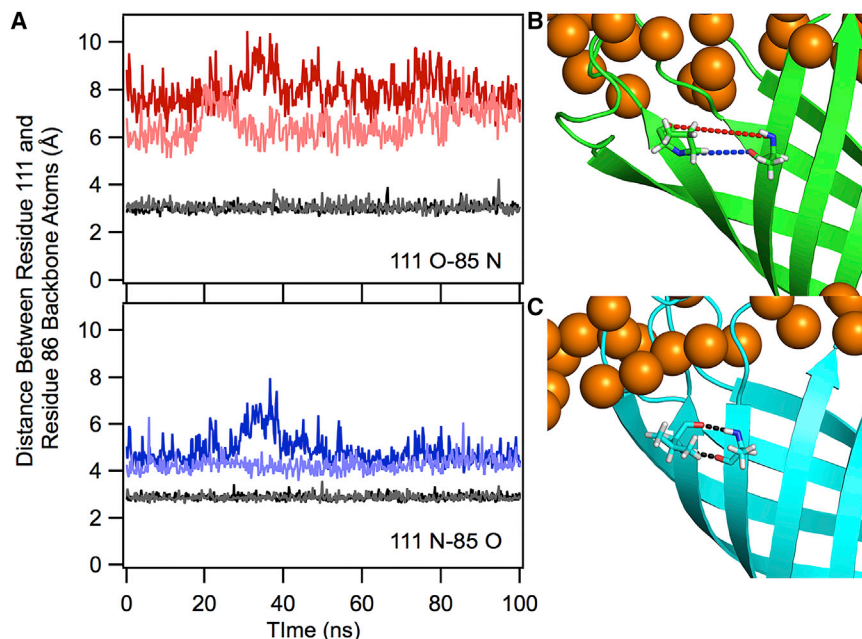 A
Distance Between Residue 111 and
Residue 86 Backbone Atoms (Å)
10
8
6
4
2
0
111 O-85 N
10
8
6
4
2
0
111 N-85 O
0
20
40
60
80
100
TIme (ns)
B
C